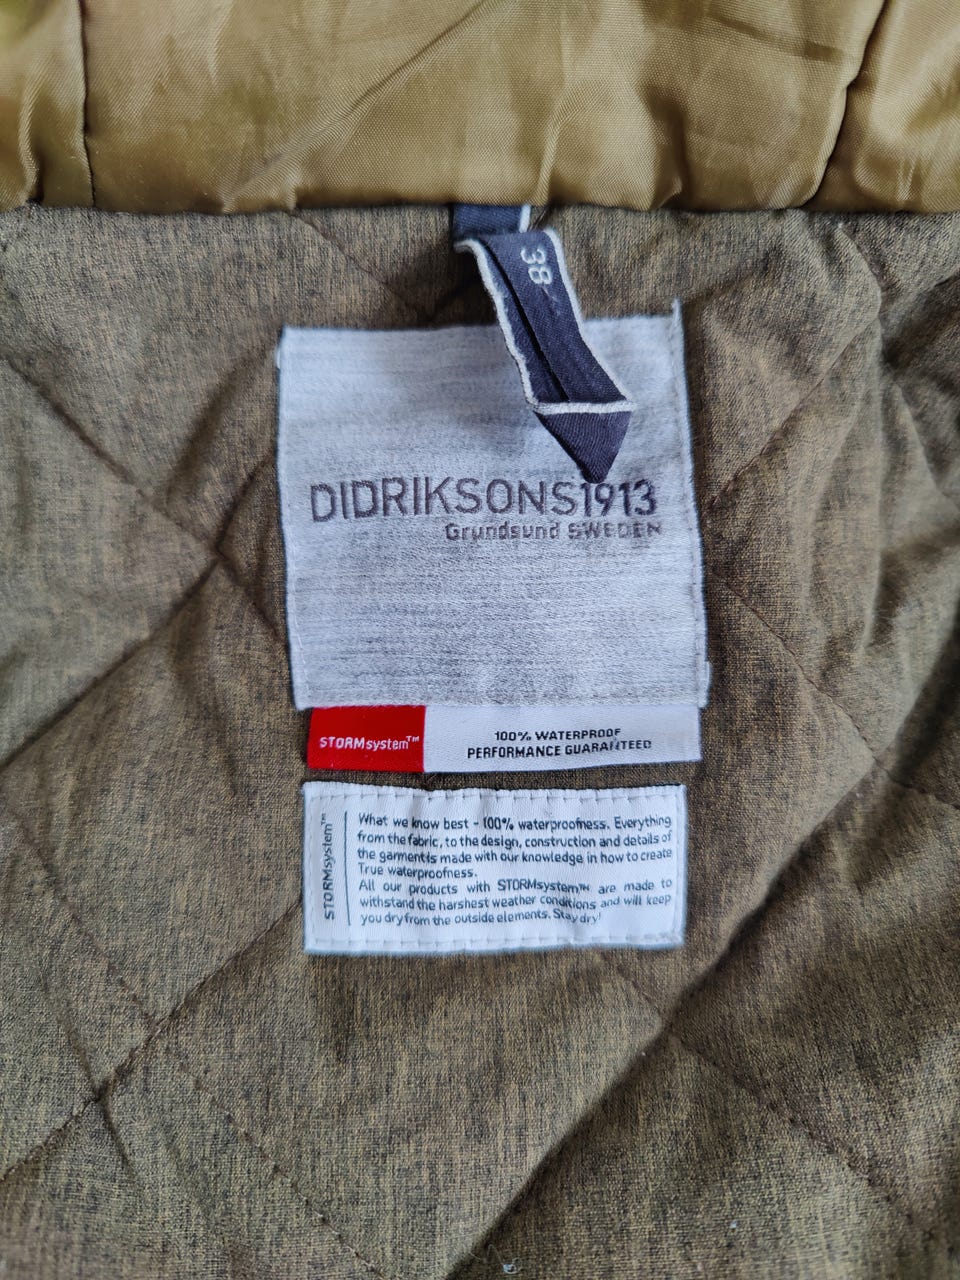 38
DIDRIKSONS1913
Grundsund SWEDEN
STORMsystem™
100% WATERPROOF
PERFORMANCE GUARANTEED
STORMsystem™
What we know best - 100% waterproofness. Everything
from the fabric, to the design, construction and details of
the garment is made with our knowledge in how to create
True waterproofness.
All our products with STORMsystem™ are made to
withstand the harshest weather conditions and will keep
you dry from the outside elements. Stay dry!